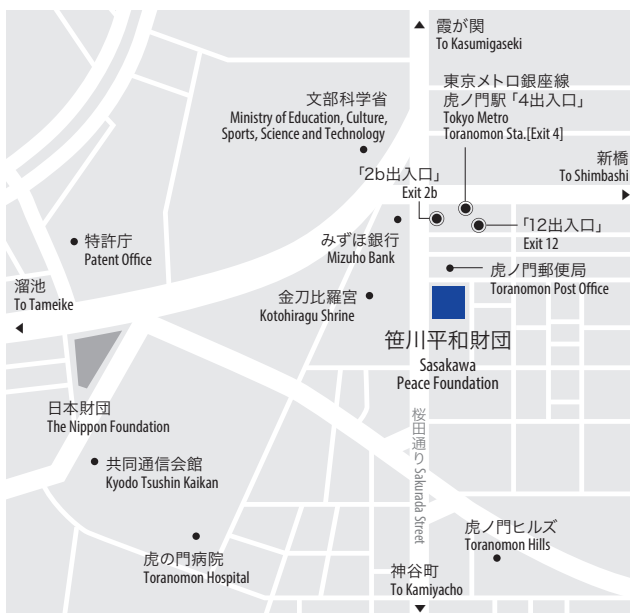 霞が関
To Kasumigaseki
東京メトロ銀座線
虎ノ門駅「4出入口」
Tokyo Metro
Toranomon Sta.[Exit 4]
文部科学省
Ministry of Education, Culture,
Sports, Science and Technology
新橋
To Shimbashi
「2b出入口」
Exit 2b
「12出入口」
Exit 12
みずほ銀行
Mizuho Bank
特許庁
Patent Office
虎ノ門郵便局
Toranomon Post Office
溜池
To Tameike
金刀比羅宮
Kotohiragu Shrine
笹川平和財団
Sasakawa
Peace Foundation
日本財団
The Nippon Foundation
桜田通り Sakurada Street
共同通信会館
Kyodo Tsushin Kaikan
虎の門病院
Toranomon Hospital
虎ノ門ヒルズ
Toranomon Hills
神谷町
To Kamiyacho